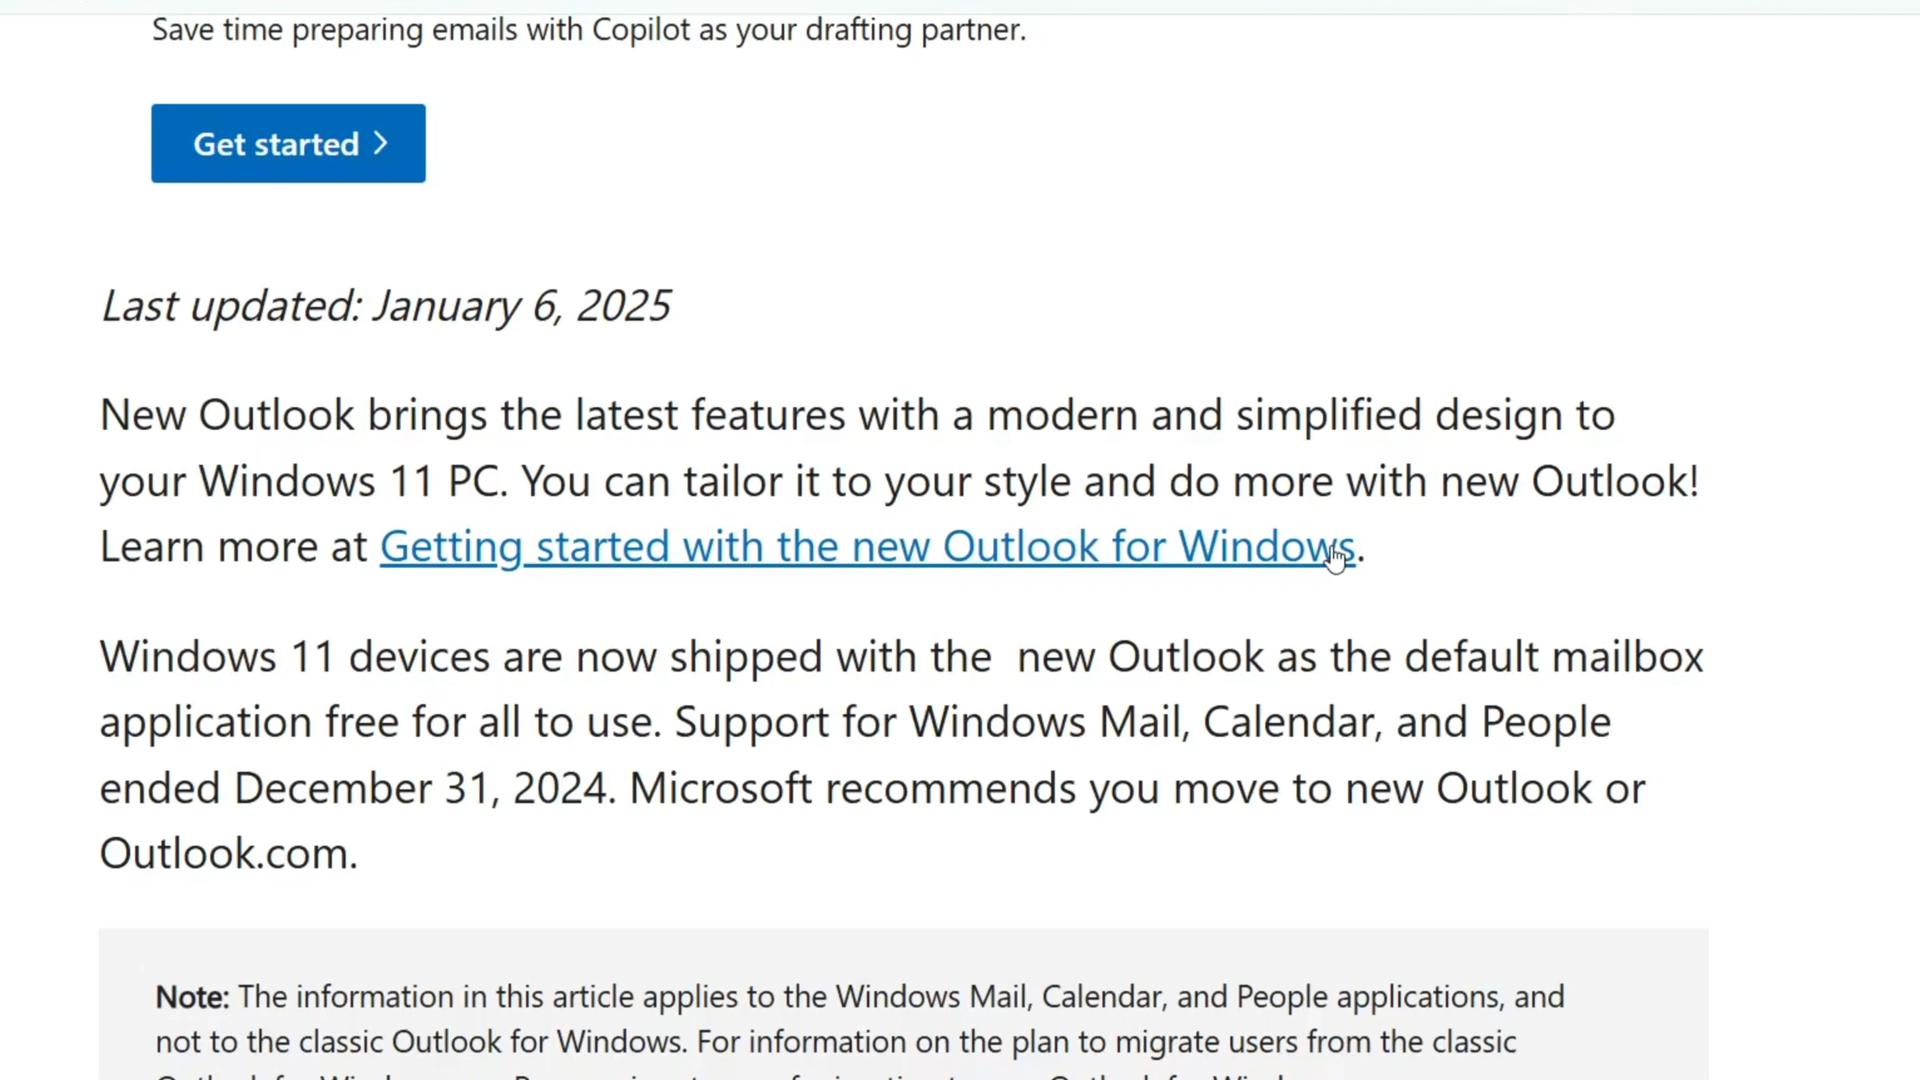 Save time preparing emails with Copilot as your drafting partner.
Get started
Last updated: January 6, 2025
New Outlook brings the latest features with a modern and simplified design to
your Windows 11 PC. You can tailor it to your style and do more with new Outlook!
Learn more at Getting started with the new Outlook for Windows.
Windows 11 devices are now shipped with the  new Outlook as the default mailbox
application free for all to use. Support for Windows Mail, Calendar, and People
ended December 31, 2024. Microsoft recommends you move to new Outlook or
Outlook.com.
Note: The information in this article applies to the Windows Mail, Calendar, and People applications, and
not to the classic Outlook for Windows. For information on the plan to migrate users from the classic